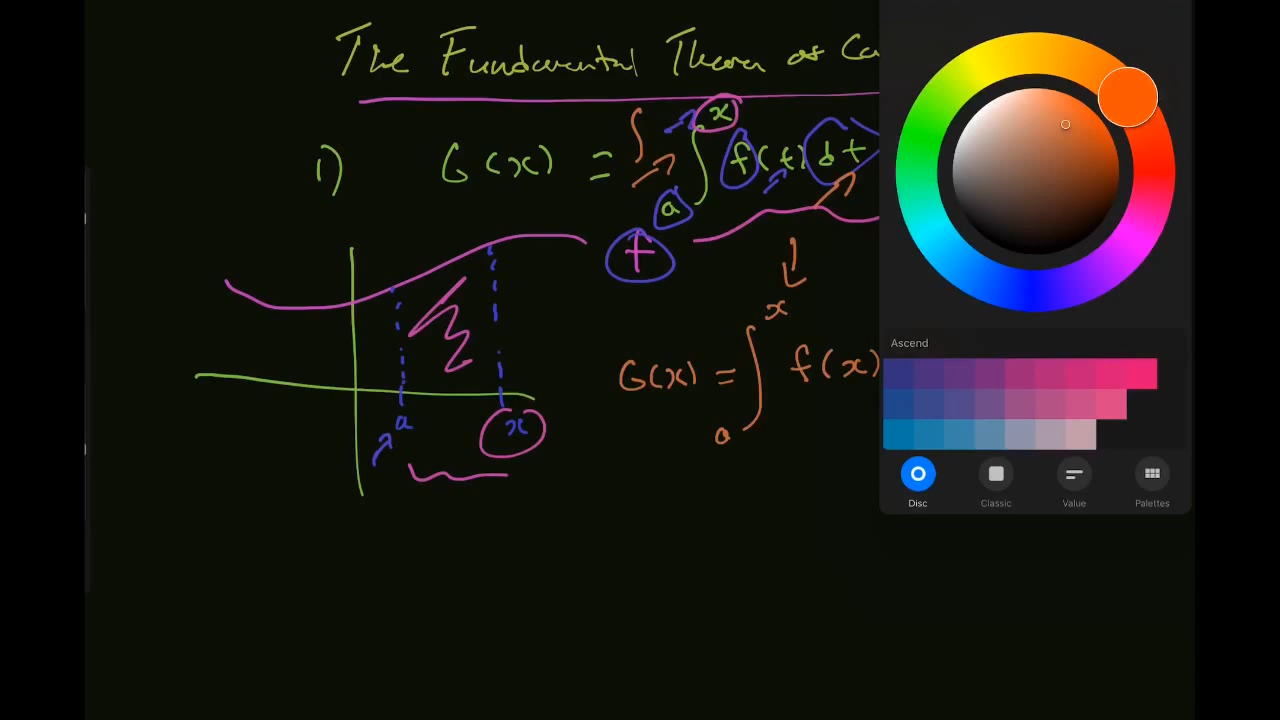 The Fundamental Theorem of Ca
1) G(x) = ∫ₐˣ f(t) dt
+
G(x) = ∫ₐˣ f(x)
a x
Ascend
Disc Classic Value Palettes